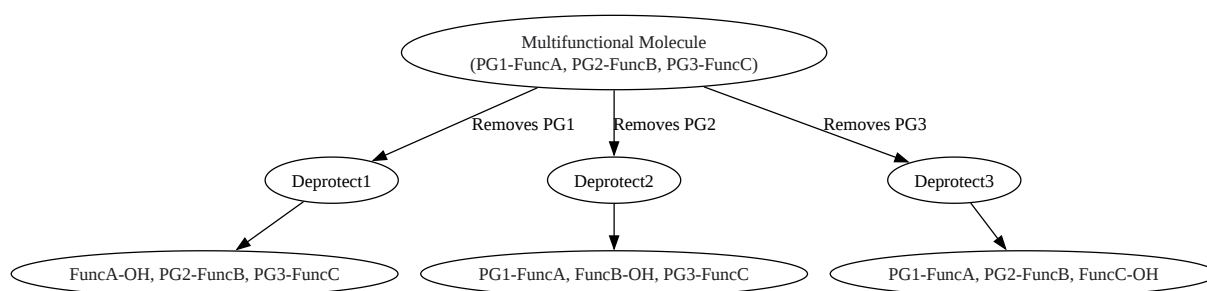 Multifunctional Molecule
(PG1-FuncA, PG2-FuncB, PG3-FuncC)
Removes PG1
Removes PG2
Removes PG3
Deprotect1
Deprotect2
Deprotect3
FuncA-OH, PG2-FuncB, PG3-FuncC
PG1-FuncA, FuncB-OH, PG3-FuncC
PG1-FuncA, PG2-FuncB, FuncC-OH